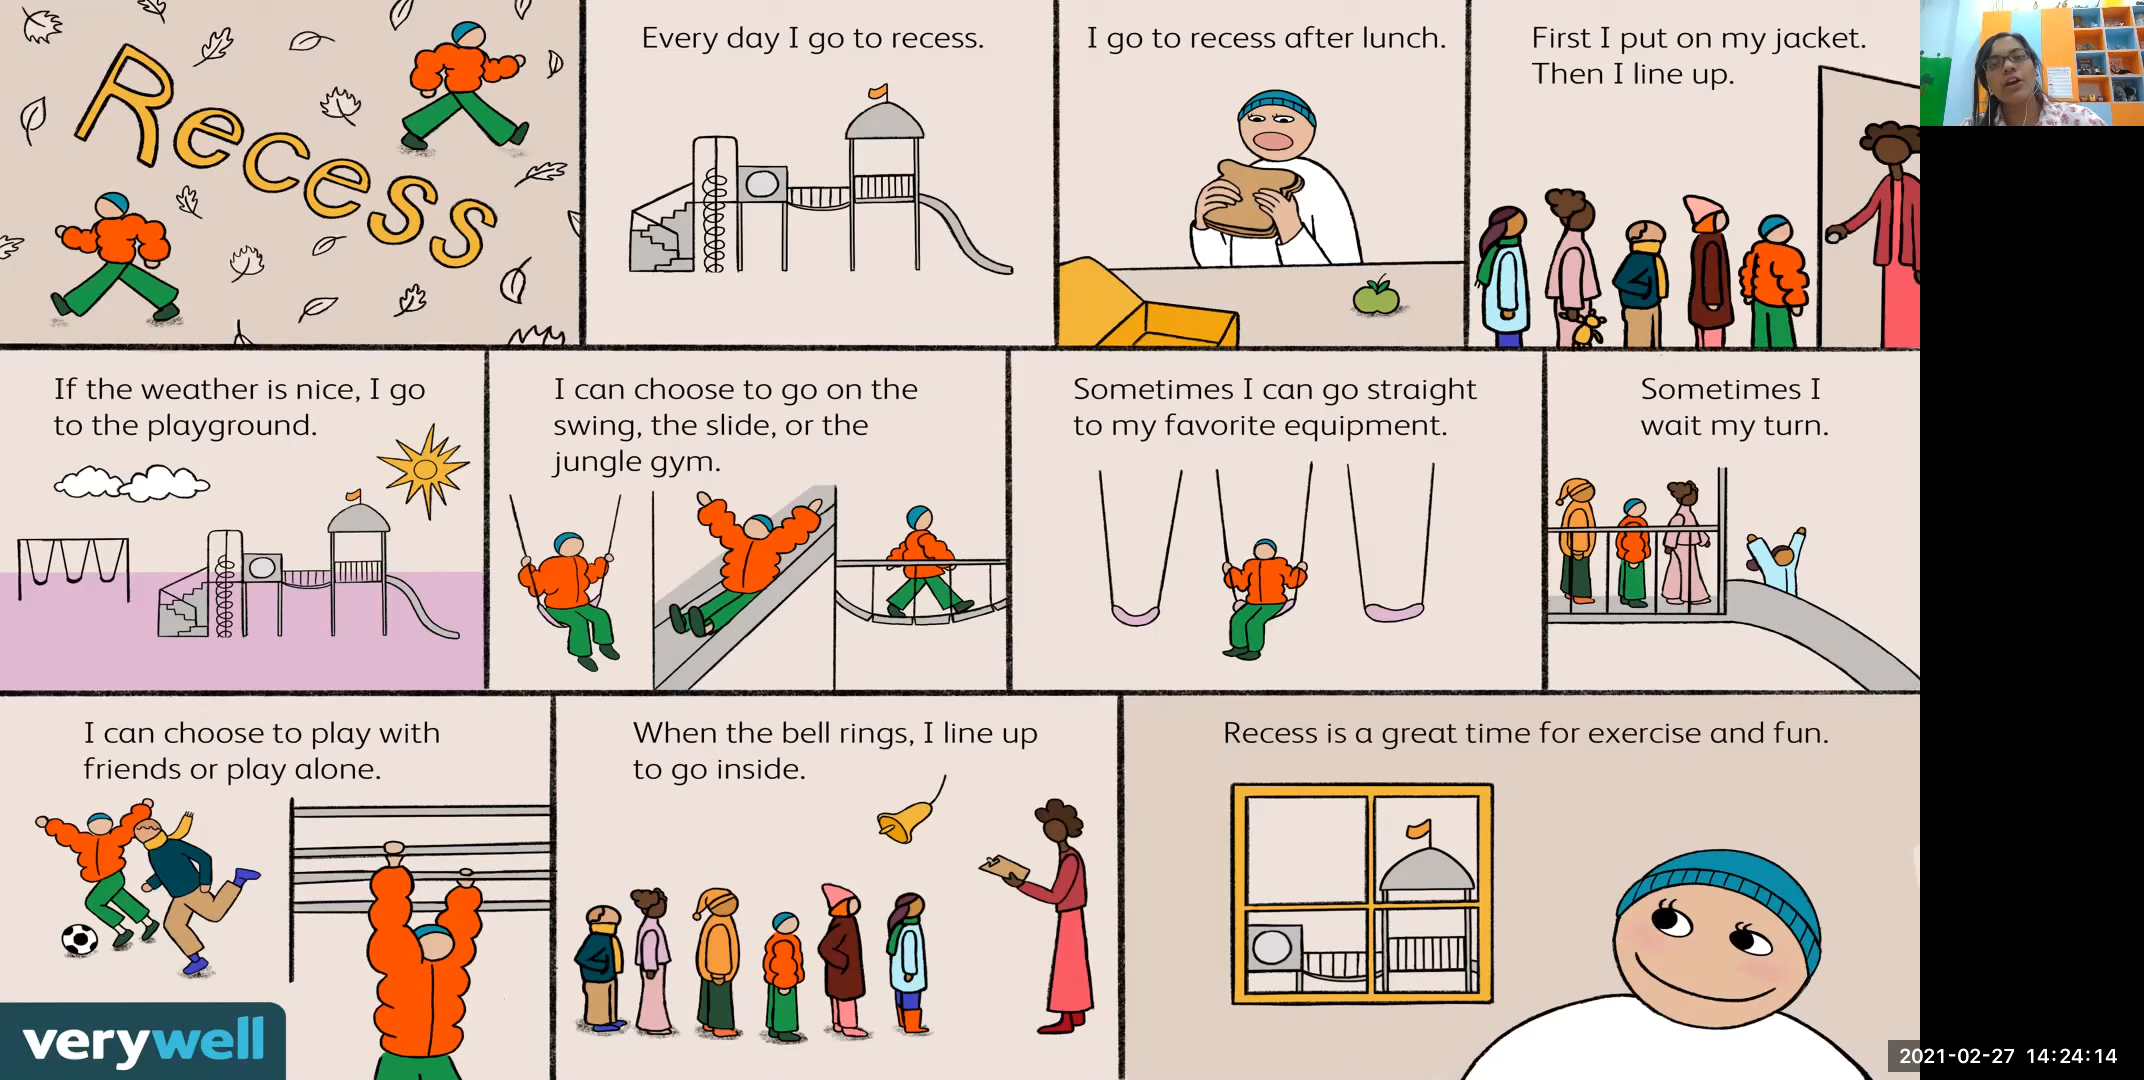 Recess
Every day I go to recess.
I go to recess after lunch.
First I put on my jacket.
Then I line up.
If the weather is nice, I go
to the playground.
I can choose to go on the
swing, the slide, or the
jungle gym.
Sometimes I can go straight
to my favorite equipment.
Sometimes I
wait my turn.
I can choose to play with
friends or play alone.
When the bell rings, I line up
to go inside.
Recess is a great time for exercise and fun.
verywell
2021-02-27 14:24:14